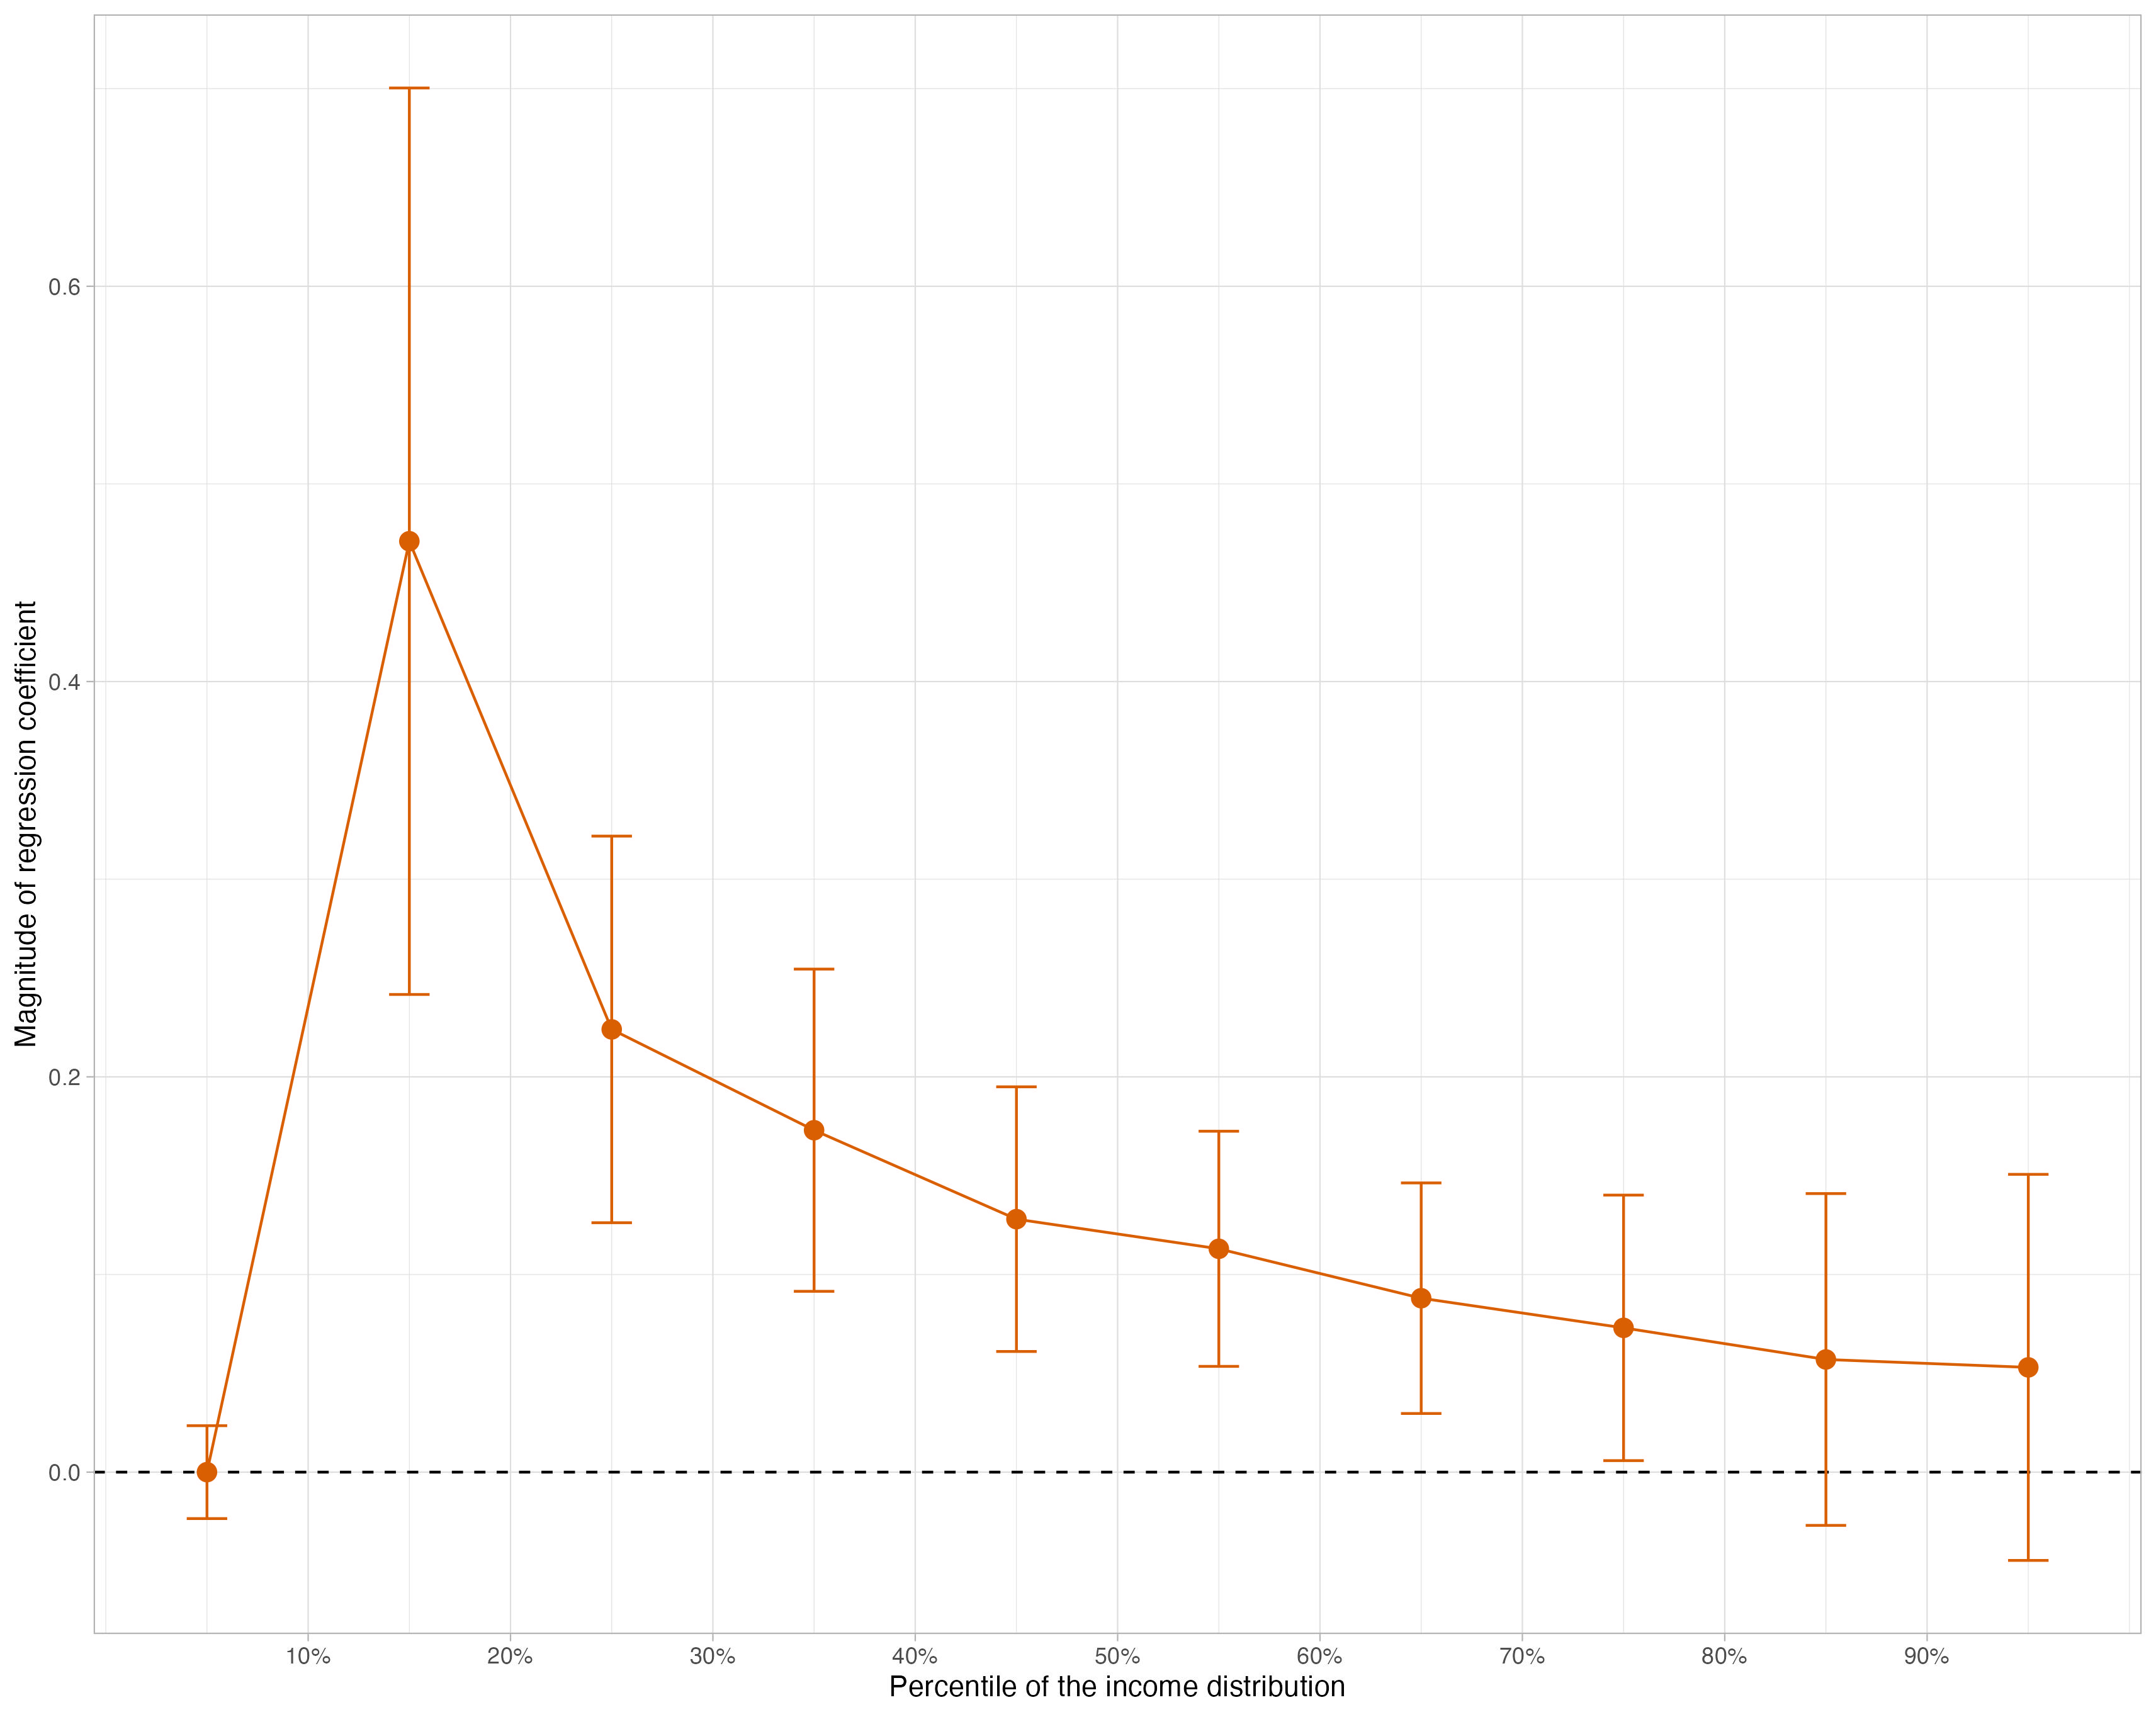 Magnitude of regression coefficient
0.6
0.4
0.2
0.0
10% 20% 30% 40% 50% 60% 70% 80% 90%
Percentile of the income distribution